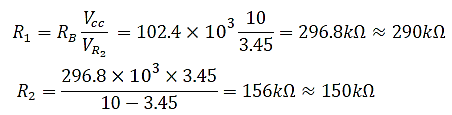 R₁ = R_B V_cc / V_R₂ = 102.4 × 10³ 10 / 3.45 = 296.8kΩ ≈ 290kΩ
R₂ = 296.8 × 10³ × 3.45 / 10 − 3.45 = 156kΩ ≈ 150kΩ